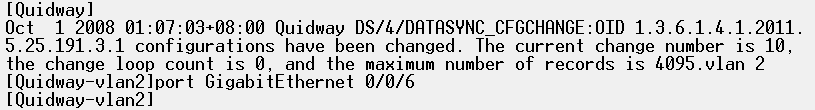 [Quidway]
Oct  1 2008 01:07:03+08:00 Quidway DS/4/DATASYNC_CFGCHANGE:OID 1.3.6.1.4.1.2011.
5.25.191.3.1 configurations have been changed. The current change number is 10,
the change loop count is 0, and the maximum number of records is 4095.vlan 2
[Quidway-vlan2]port GigabitEthernet 0/0/6
[Quidway-vlan2]